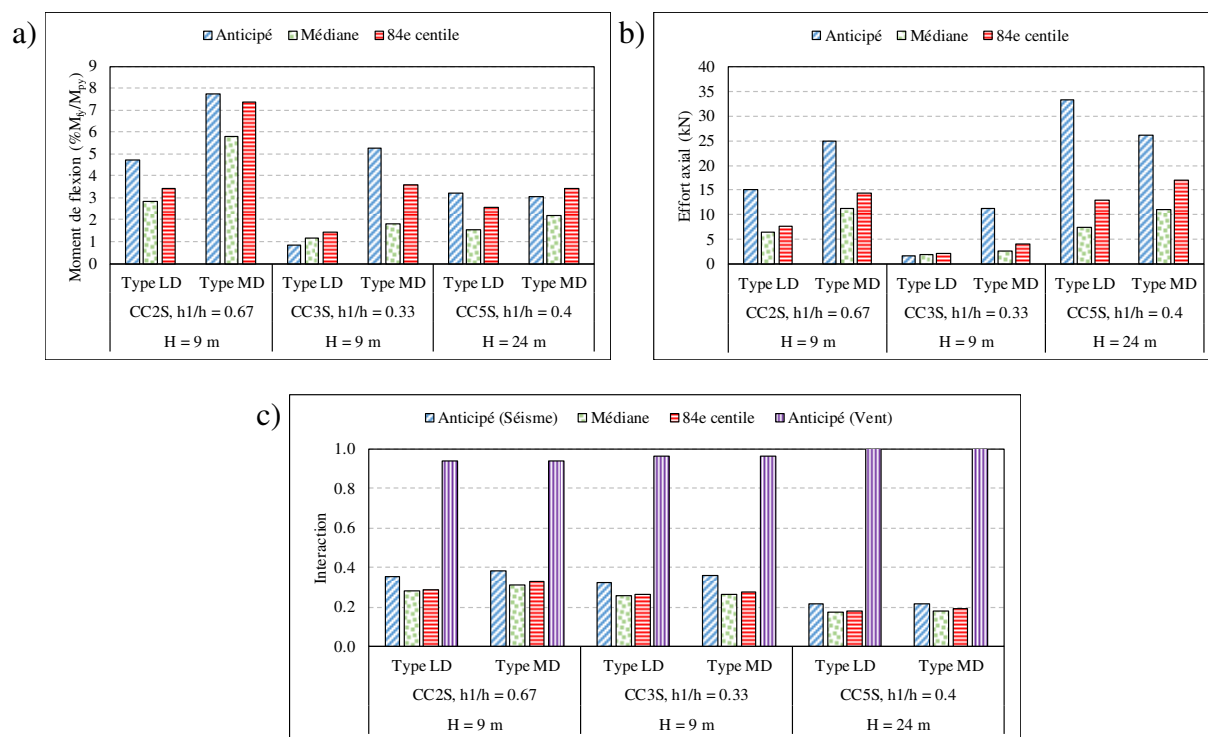 a)
Anticipé Médiane 84e centile
Moment de flexion (%Mfy/Mpy)
9
8
7
6
5
4
3
2
1
0
Type LD Type MD Type LD Type MD Type LD Type MD
CC2S, h1/h = 0.67 CC3S, h1/h = 0.33 CC5S, h1/h = 0.4
H = 9 m H = 9 m H = 24 m
b)
Anticipé Médiane 84e centile
Effort axial (kN)
40
35
30
25
20
15
10
5
0
Type LD Type MD Type LD Type MD Type LD Type MD
CC2S, h1/h = 0.67 CC3S, h1/h = 0.33 CC5S, h1/h = 0.4
H = 9 m H = 9 m H = 24 m
c)
Anticipé (Séisme) Médiane 84e centile Anticipé (Vent)
Interaction
1.0
0.8
0.6
0.4
0.2
0.0
Type LD Type MD Type LD Type MD Type LD Type MD
CC2S, h1/h = 0.67 CC3S, h1/h = 0.33 CC5S, h1/h = 0.4
H = 9 m H = 9 m H = 24 m